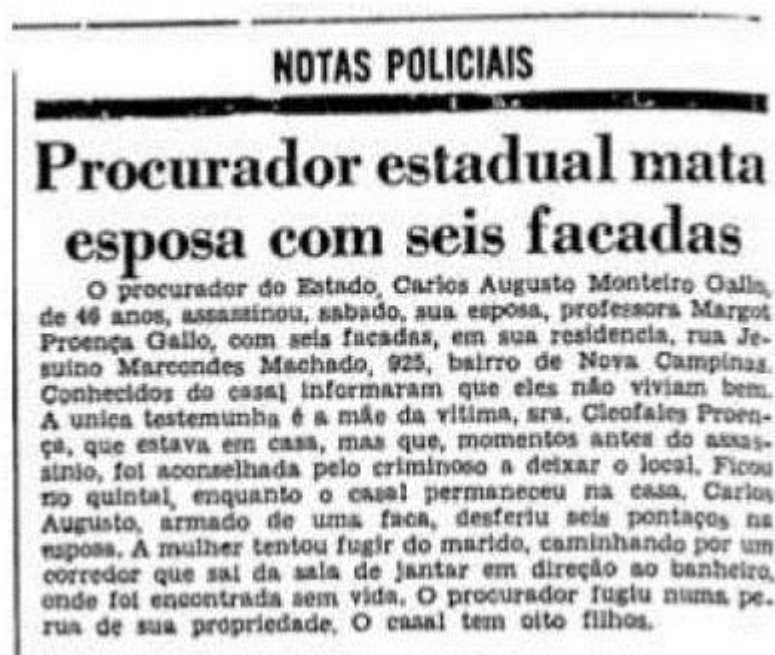 NOTAS POLICIAIS
Procurador estadual mata
esposa com seis facadas
O procurador do Estado, Carlos Augusto Monteiro Gallo,
de 46 anos, assassinou, sabado, sua esposa, professora Margot
Proença Gallo, com seis facadas, em sua residencia, rua Je-
suino Marcondes Machado, 925, bairro de Nova Campinas.
Conhecidos do casal informaram que eles não viviam bem.
A unica testemunha é a mãe da vitima, sra. Cleofales Proen-
ça, que estava em casa, mas que, momentos antes do assas-
sinio, foi aconselhada pelo criminoso a deixar o local. Ficou
no quintal, enquanto o casal permaneceu na casa. Carlos
Augusto, armado de uma faca, desferiu seis pontaços na
esposa. A mulher tentou fugir do marido, caminhando por um
corredor que sai da sala de jantar em direção ao banheiro,
onde foi encontrada sem vida. O procurador fugiu numa pe-
rua de sua propriedade. O casal tem oito filhos.